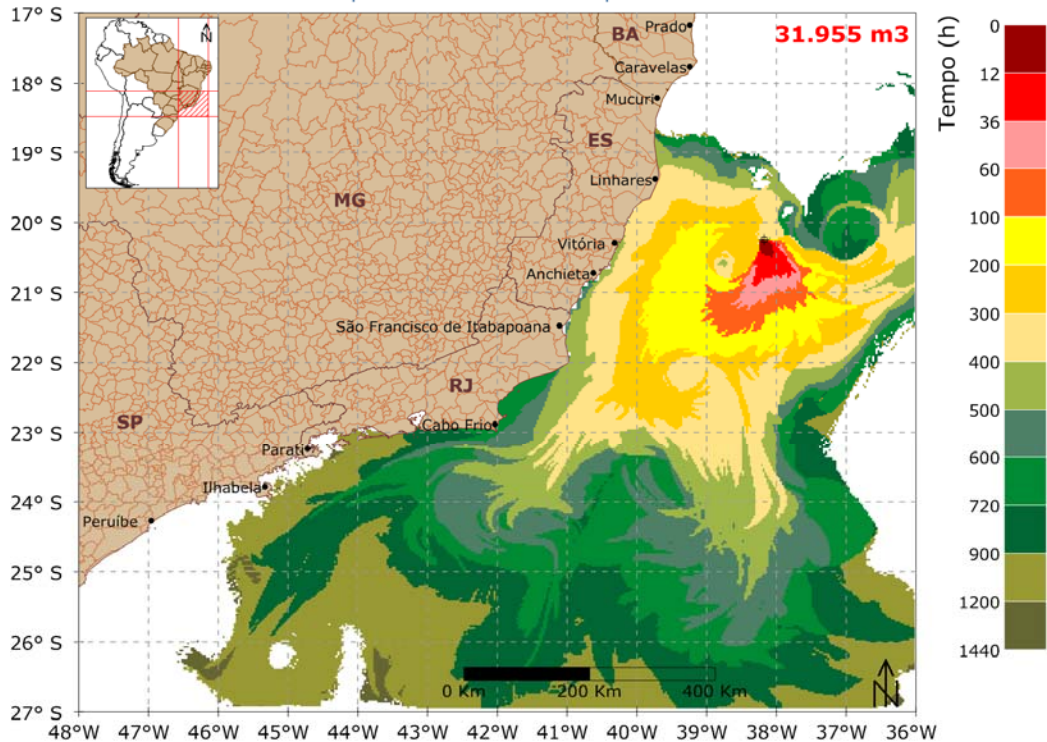 17° S
18° S
19° S
20° S
21° S
22° S
23° S
24° S
25° S
26° S
27° S
48° W
47° W
46° W
45° W
44° W
43° W
42° W
41° W
40° W
39° W
38° W
37° W
36° W
N
BA
Prado
31.955 m3
Caravelas
Mucuri
ES
Linhares
MG
Vitória
Anchieta
São Francisco de Itabapoana
RJ
SP
Cabo Frio
Parati
Ilhabela
Peruíbe
0 Km
200 Km
400 Km
N
Tempo (h)
0
12
36
60
100
200
300
400
500
600
720
900
1200
1440